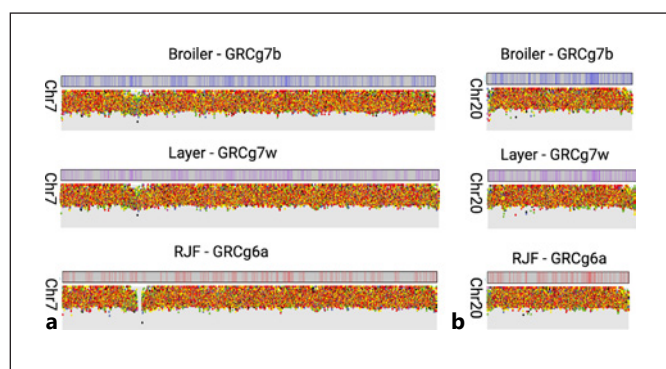 Broiler - GRCg7b
Chr7
Layer - GRCg7w
Chr7
RJF - GRCg6a
Chr7
a
Broiler - GRCg7b
Chr20
Layer - GRCg7w
Chr20
RJF - GRCg6a
Chr20
b